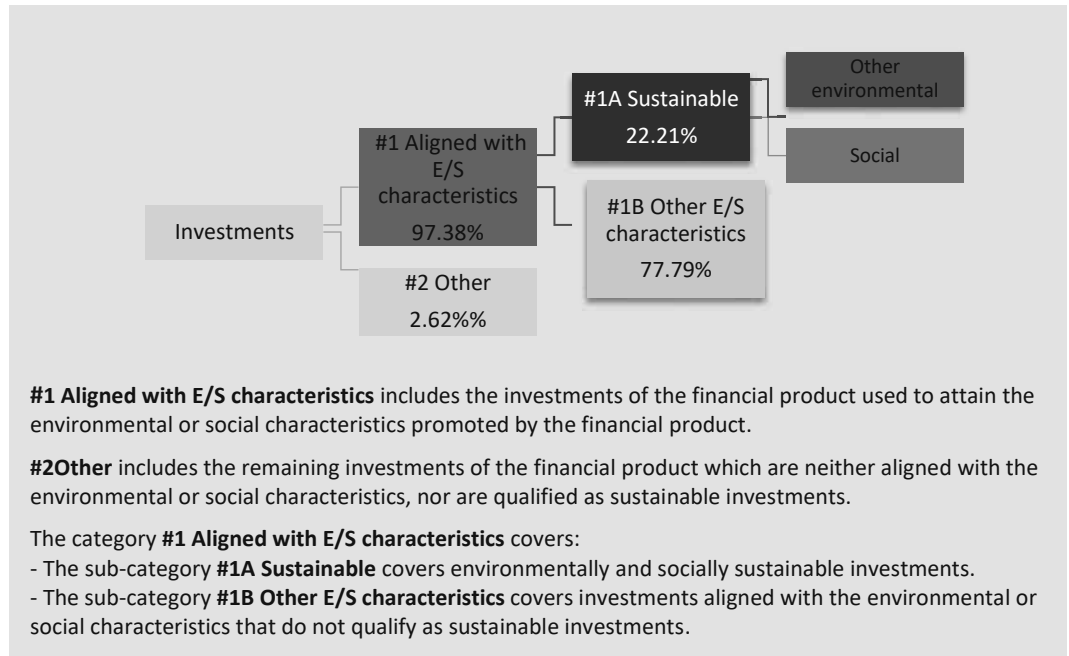 Investments
#1 Aligned with
E/S
characteristics
97.38%
#2 Other
2.62%%
#1A Sustainable
22.21%
#1B Other E/S
characteristics
77.79%
Other
environmental
Social
#1 Aligned with E/S characteristics includes the investments of the financial product used to attain the
environmental or social characteristics promoted by the financial product.
#2Other includes the remaining investments of the financial product which are neither aligned with the
environmental or social characteristics, nor are qualified as sustainable investments.
The category #1 Aligned with E/S characteristics covers:
- The sub-category #1A Sustainable covers environmentally and socially sustainable investments.
- The sub-category #1B Other E/S characteristics covers investments aligned with the environmental or
social characteristics that do not qualify as sustainable investments.